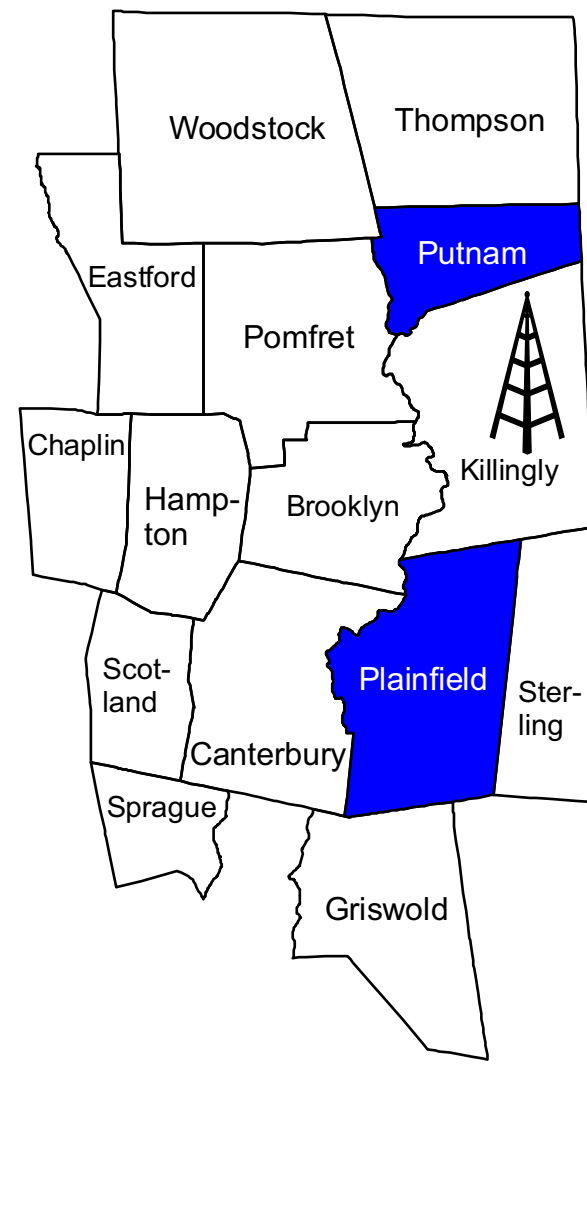 Woodstock
Thompson
Putnam
Eastford
Pomfret
Chaplin
Killingly
Hamp-
ton
Brooklyn
Scot-
land
Plainfield
Ster-
ling
Canterbury
Sprague
Griswold